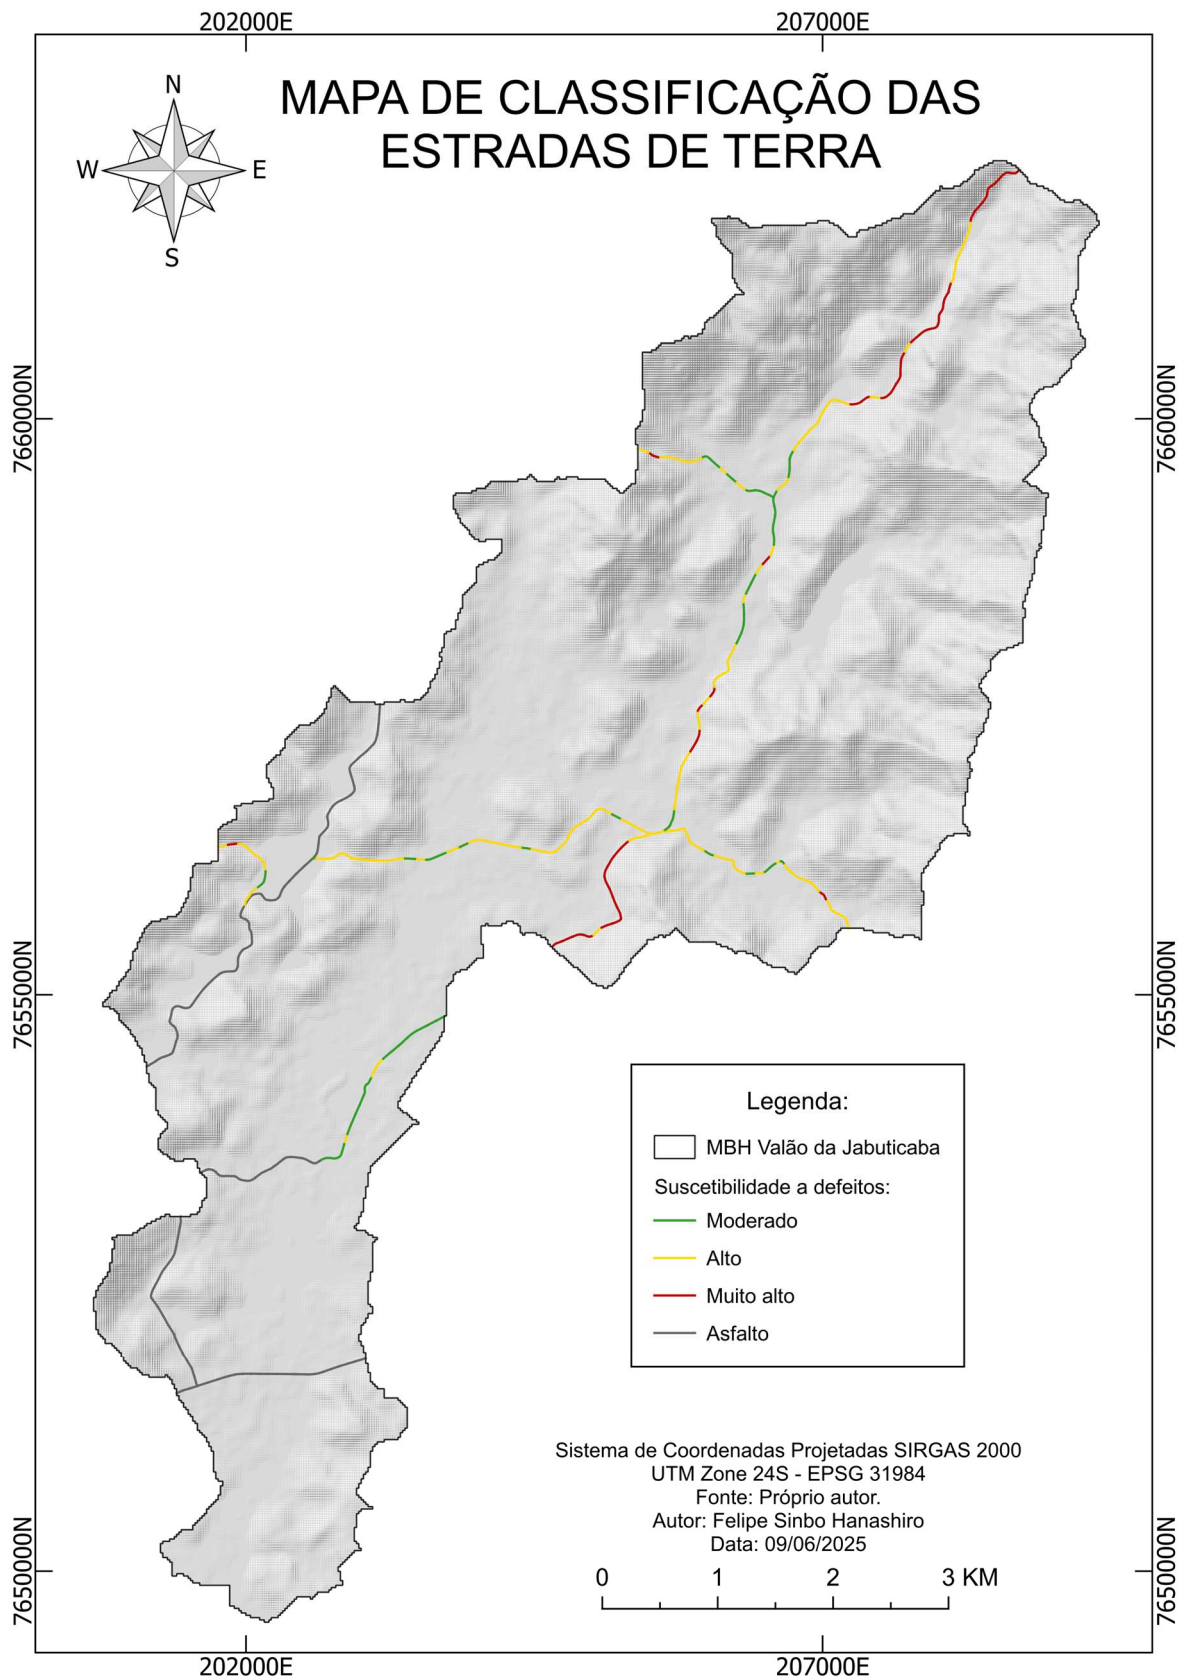 202000E
207000E
MAPA DE CLASSIFICAÇÃO DAS
ESTRADAS DE TERRA
N
W
E
S
7660000N
7660000N
7655000N
7655000N
Legenda:
MBH Valão da Jabuticaba
Suscetibilidade a defeitos:
Moderado
Alto
Muito alto
Asfalto
Sistema de Coordenadas Projetadas SIRGAS 2000
UTM Zone 24S - EPSG 31984
Fonte: Próprio autor.
Autor: Felipe Sinbo Hanashiro
Data: 09/06/2025
0 1 2 3 KM
7650000N
7650000N
202000E
207000E